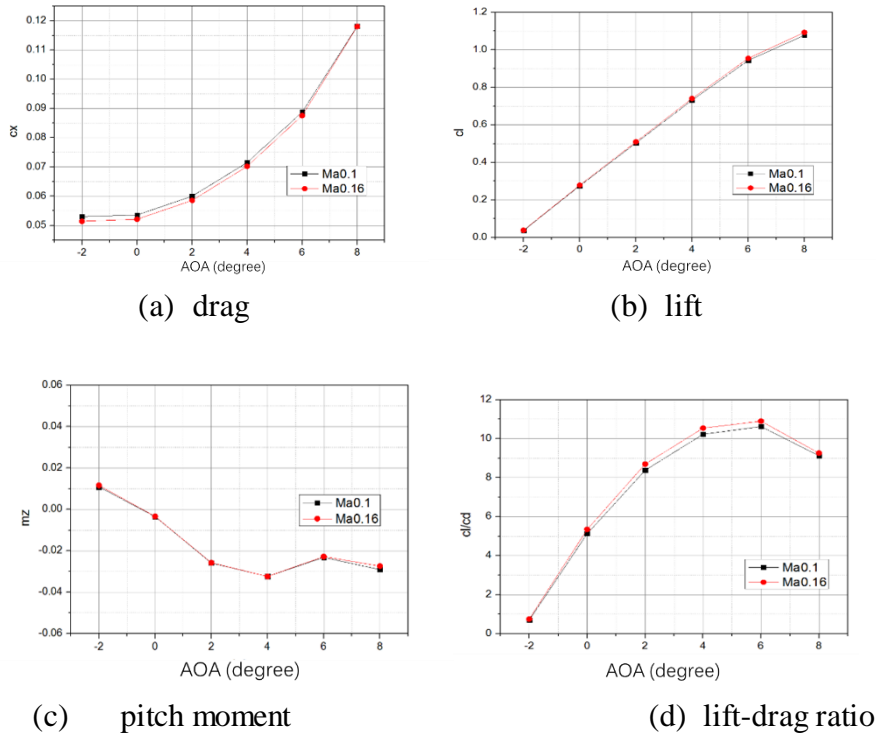 0.12
0.11
0.10
0.09
0.08
0.07
0.06
0.05
cx
-2 0 2 4 6 8
AOA (degree)
Ma0.1
Ma0.16
(a) drag
1.2
1.0
0.8
0.6
0.4
0.2
0.0
cl
-2 0 2 4 6 8
AOA (degree)
Ma0.1
Ma0.16
(b) lift
0.06
0.04
0.02
0.00
-0.02
-0.04
-0.06
mz
-2 0 2 4 6 8
AOA (degree)
Ma0.1
Ma0.16
(c) pitch moment
12
10
8
6
4
2
0
cl/cd
-2 0 2 4 6 8
AOA (degree)
Ma0.1
Ma0.16
(d) lift-drag ratio